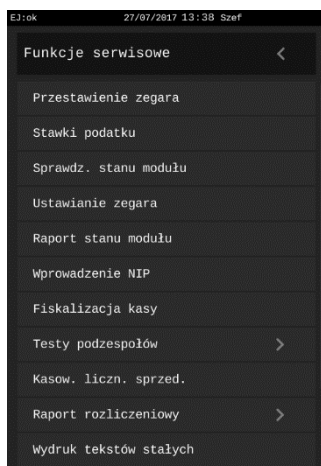 EJ:ok 27/07/2017 13:38 Szef
Funkcje serwisowe
Przestawienie zegara
Stawki podatku
Sprawdz. stanu modułu
Ustawianie zegara
Raport stanu modułu
Wprowadzenie NIP
Fiskalizacja kasy
Testy podzespołów
Kasow. liczn. sprzed.
Raport rozliczeniowy
Wydruk tekstów stałych